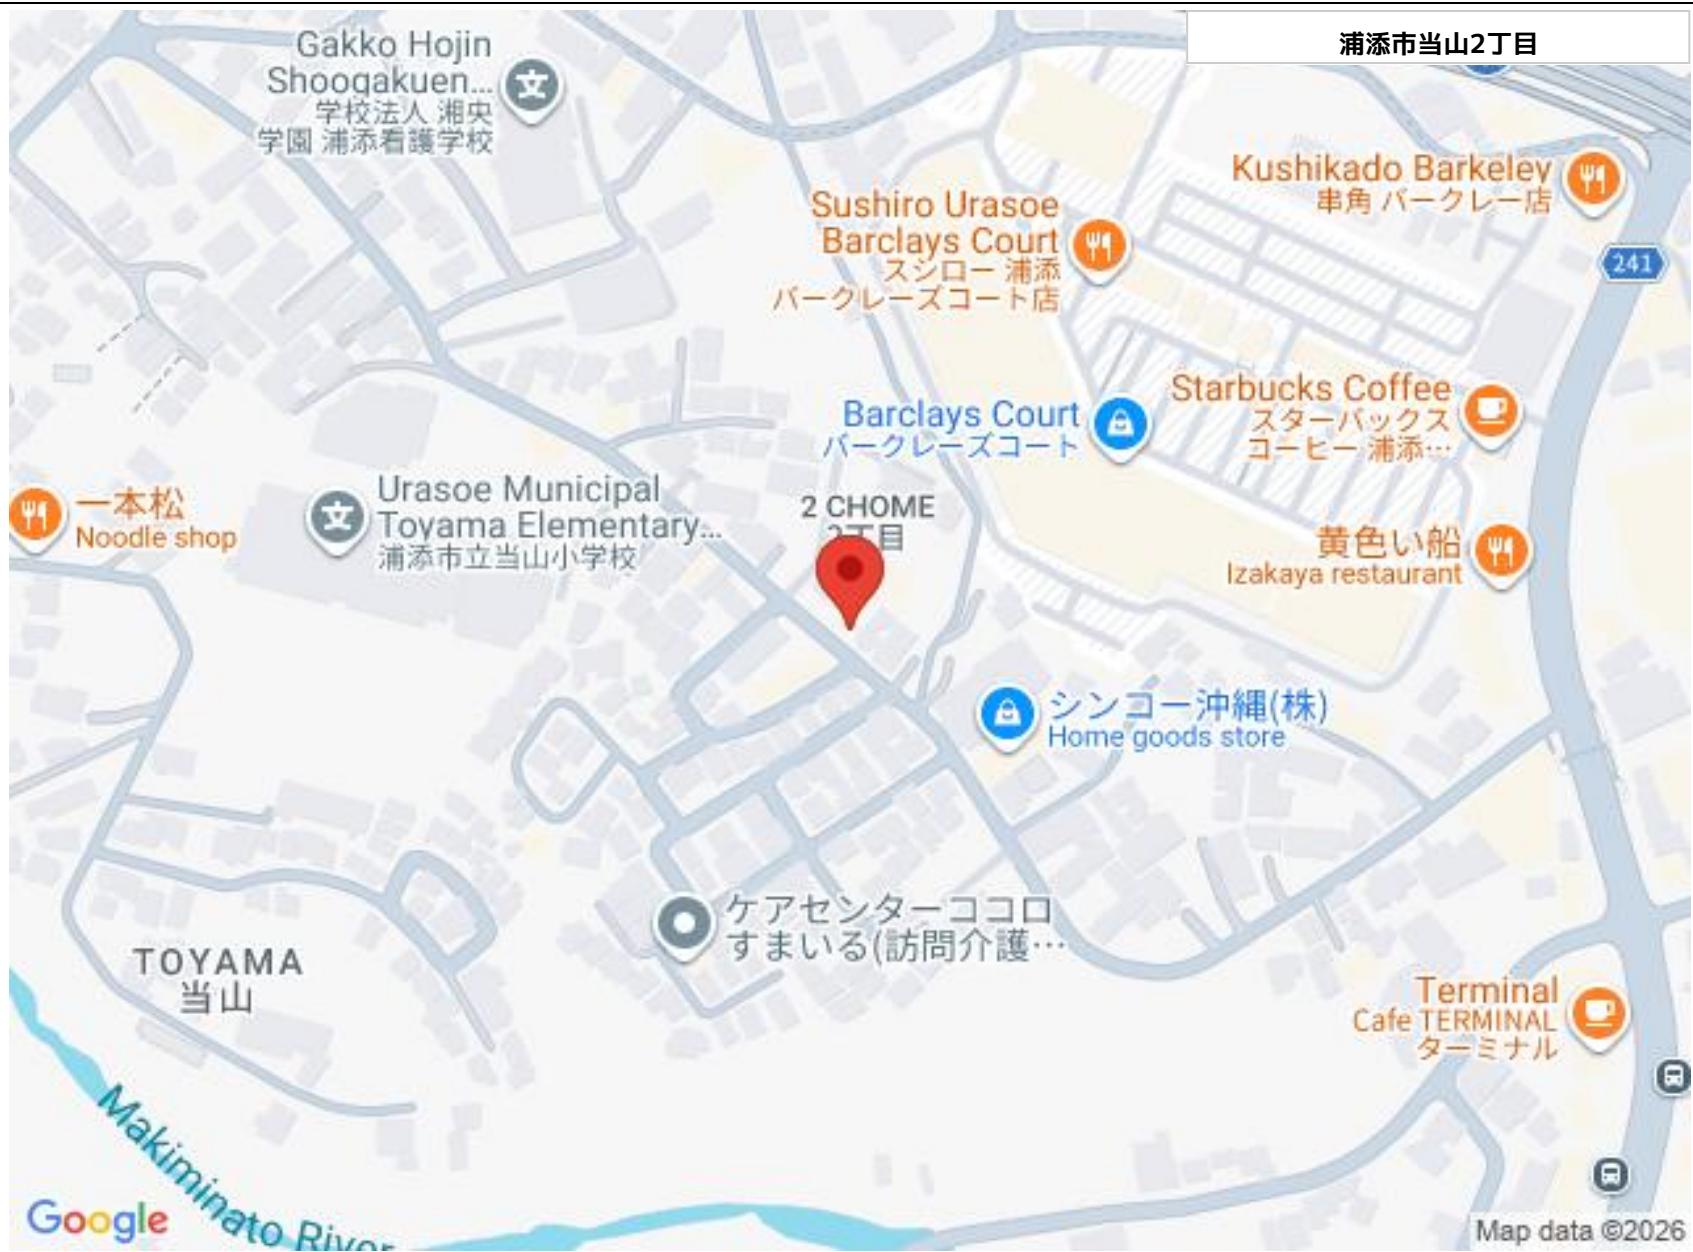 浦添市当山2丁目
Gakko Hojin
Shoogakuen...
学校法人 湘央
学園 浦添看護学校
Kushikado Barkeley
串角 バークレー店
Sushiro Urasoe
Barclays Court
スシロー 浦添
バークレーズコート店
241
Starbucks Coffee
スターバックス
コーヒー 浦添…
Barclays Court
バークレーズコート
一本松
Noodle shop
Urasoe Municipal
Toyama Elementary...
浦添市立当山小学校
2 CHOME
2丁目
黄色い船
Izakaya restaurant
シンコー沖縄(株)
Home goods store
ケアセンターココロ
すまいる(訪問介護…
TOYAMA
当山
Terminal
Cafe TERMINAL
ターミナル
Makiminato River
Google
Map data ©2026